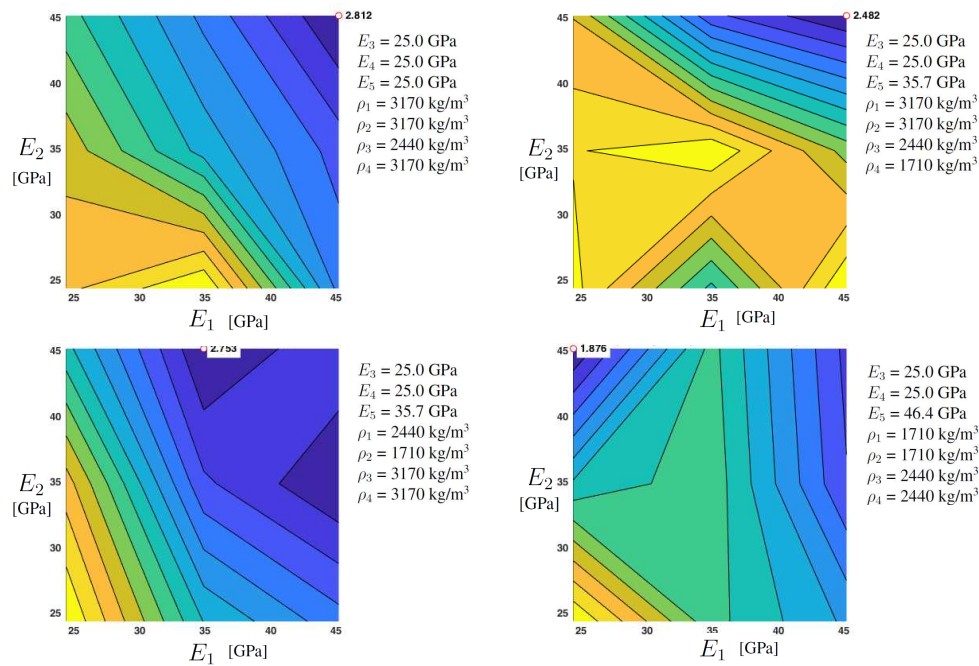 45
40
35
30
25
E₂
[GPa]
25 30 35 40 45
E₁ [GPa]
2.812
E₃ = 25.0 GPa
E₄ = 25.0 GPa
E₅ = 25.0 GPa
ρ₁ = 3170 kg/m³
ρ₂ = 3170 kg/m³
ρ₃ = 2440 kg/m³
ρ₄ = 3170 kg/m³
45
40
35
30
25
E₂
[GPa]
25 30 35 40 45
E₁ [GPa]
2.482
E₃ = 25.0 GPa
E₄ = 25.0 GPa
E₅ = 35.7 GPa
ρ₁ = 3170 kg/m³
ρ₂ = 3170 kg/m³
ρ₃ = 2440 kg/m³
ρ₄ = 1710 kg/m³
45
40
35
30
25
E₂
[GPa]
25 30 35 40 45
E₁ [GPa]
2.753
E₃ = 25.0 GPa
E₄ = 25.0 GPa
E₅ = 35.7 GPa
ρ₁ = 2440 kg/m³
ρ₂ = 1710 kg/m³
ρ₃ = 3170 kg/m³
ρ₄ = 3170 kg/m³
45
40
35
30
25
E₂
[GPa]
25 30 35 40 45
E₁ [GPa]
1.876
E₃ = 25.0 GPa
E₄ = 25.0 GPa
E₅ = 46.4 GPa
ρ₁ = 1710 kg/m³
ρ₂ = 1710 kg/m³
ρ₃ = 2440 kg/m³
ρ₄ = 2440 kg/m³